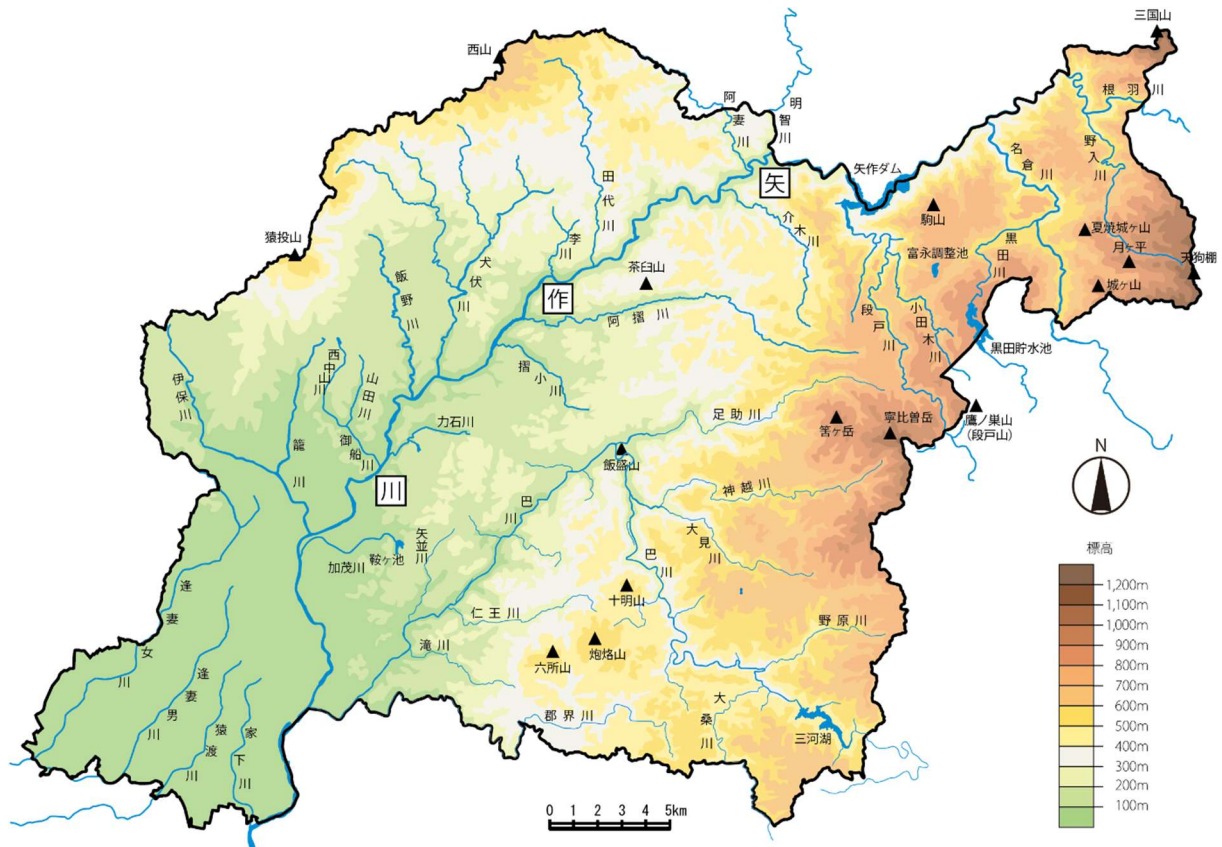 三国山
西山
根羽川
阿妻川
明智川
名倉川
野入川
矢作ダム
矢
田代川
介木川
駒山
夏焼城ヶ山
猿投山
李川
犬伏川
飯野川
茶臼山
富永調整池
黒田川
月ヶ平
天狗棚
城ヶ山
作
阿摺川
段戸川
小田木川
黒田貯水池
伊保川
西中山川
山田川
摺小川
足助川
筈ヶ岳
寧比曽岳
鷹ノ巣山
(段戸山)
籠川
御船川
力石川
飯盛山
N
川
神越川
巴川
大見川
矢並川
加茂川
鞍ヶ池
巴川
標高
1,200m
1,100m
1,000m
900m
800m
700m
600m
500m
400m
300m
200m
100m
十明山
仁王川
野原川
滝川
炮烙山
六所山
逢妻女川
逢妻男川
猿渡川
家下川
郡界川
大桑川
三河湖
0 1 2 3 4 5km